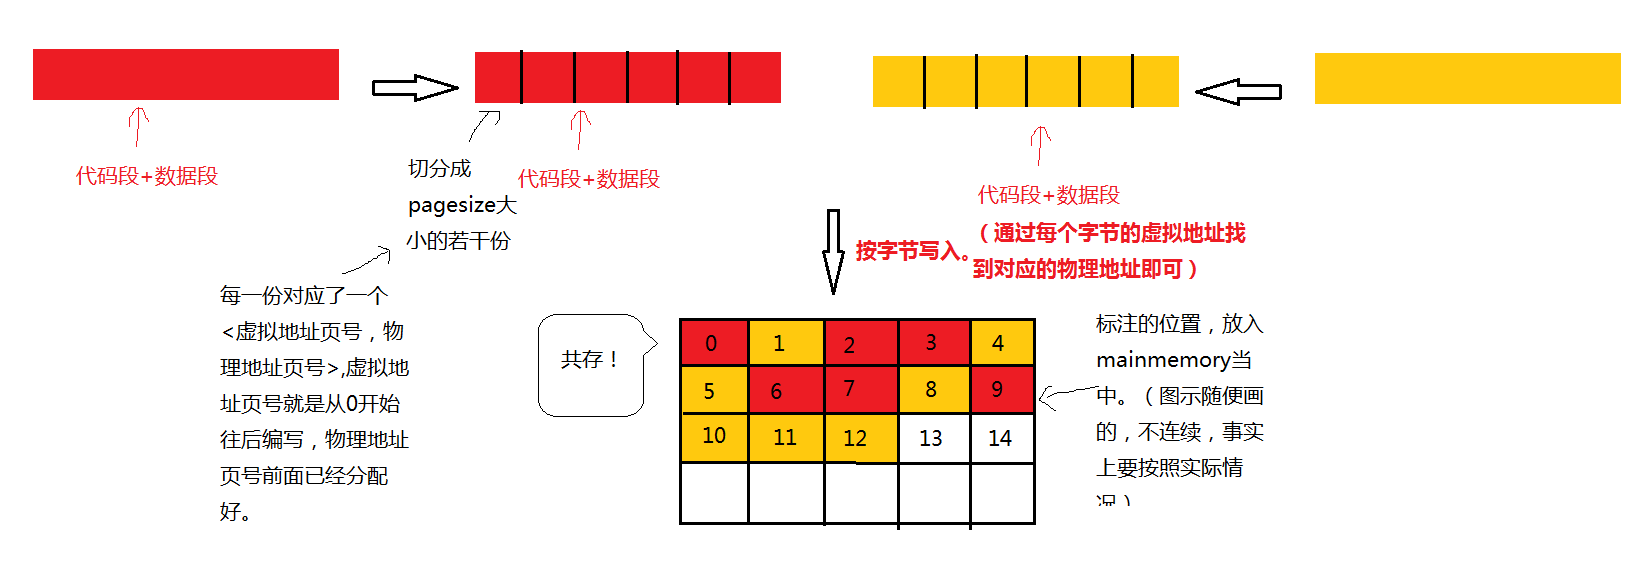 代码段+数据段
切分成
pagesize大
小的若干份
代码段+数据段
代码段+数据段
（通过每个字节的虚拟地址找
到对应的物理地址即可）
按字节写入。
每一份对应了一个
<虚拟地址页号，物
理地址页号>,虚拟地
址页号就是从0开始
往后编写，物理地址
页号前面已经分配
好。
共存！
0 1 2 3 4
5 6 7 8 9
10 11 12 13 14
标注的位置，放入
mainmemory当
中。（图示随便画
的，不连续，事实
上要按照实际情
况）